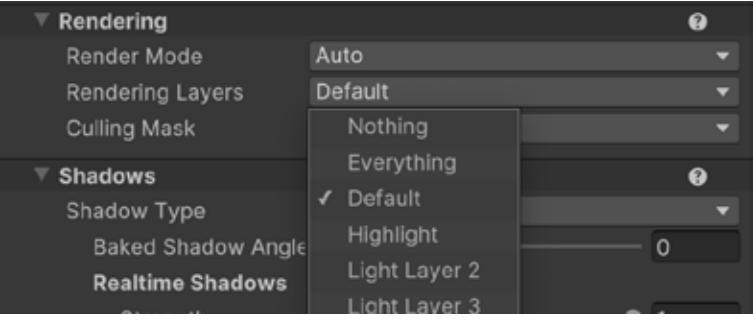 Rendering
Render Mode Auto
Rendering Layers Default
Culling Mask
Nothing
Everything
Default
Highlight
Light Layer 2
Light Layer 3
Shadows
Shadow Type
Baked Shadow Angle 0
Realtime Shadows